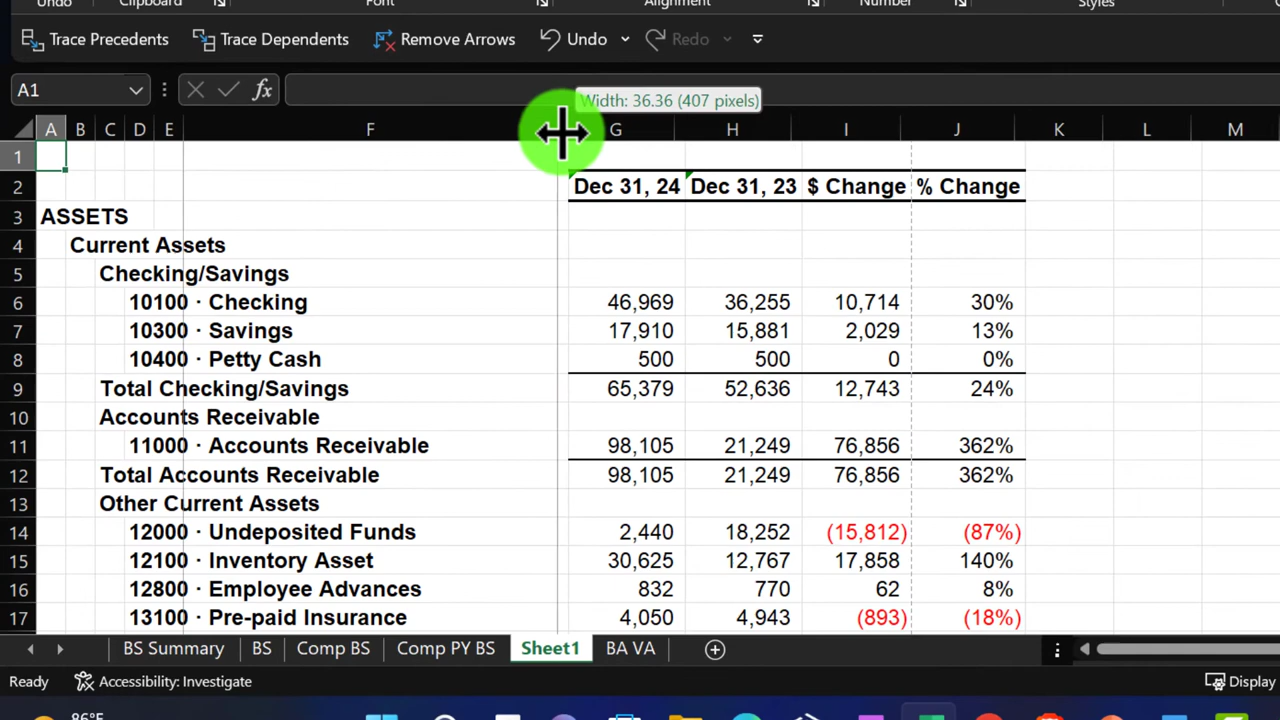 Undo Clipboard Font Alignment Number Styles
Trace Precedents Trace Dependents Remove Arrows Undo Redo
A1 fx
Width: 36.36 (407 pixels)
A B C D E F G H I J K L M
1
2 Dec 31, 24 Dec 31, 23 $ Change % Change
3 ASSETS
4 Current Assets
5 Checking/Savings
6 10100 · Checking 46,969 36,255 10,714 30%
7 10300 · Savings 17,910 15,881 2,029 13%
8 10400 · Petty Cash 500 500 0 0%
9 Total Checking/Savings 65,379 52,636 12,743 24%
10 Accounts Receivable
11 11000 · Accounts Receivable 98,105 21,249 76,856 362%
12 Total Accounts Receivable 98,105 21,249 76,856 362%
13 Other Current Assets
14 12000 · Undeposited Funds 2,440 18,252 (15,812) (87%)
15 12100 · Inventory Asset 30,625 12,767 17,858 140%
16 12800 · Employee Advances 832 770 62 8%
17 13100 · Pre-paid Insurance 4,050 4,943 (893) (18%)
BS Summary BS Comp BS Comp PY BS Sheet1 BA VA
Ready Accessibility: Investigate Display
86°F